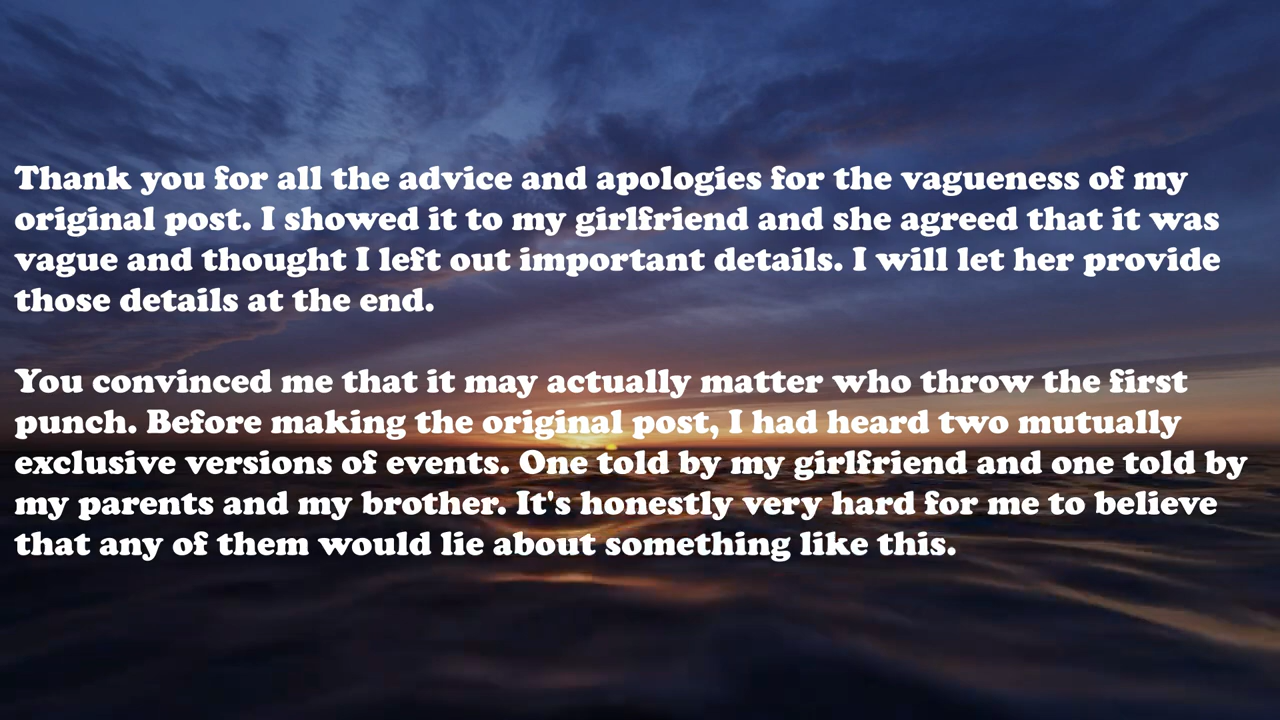 Thank you for all the advice and apologies for the vagueness of my
original post. I showed it to my girlfriend and she agreed that it was
vague and thought I left out important details. I will let her provide
those details at the end.
You convinced me that it may actually matter who throw the first
punch. Before making the original post, I had heard two mutually
exclusive versions of events. One told by my girlfriend and one told by
my parents and my brother. It's honestly very hard for me to believe
that any of them would lie about something like this.